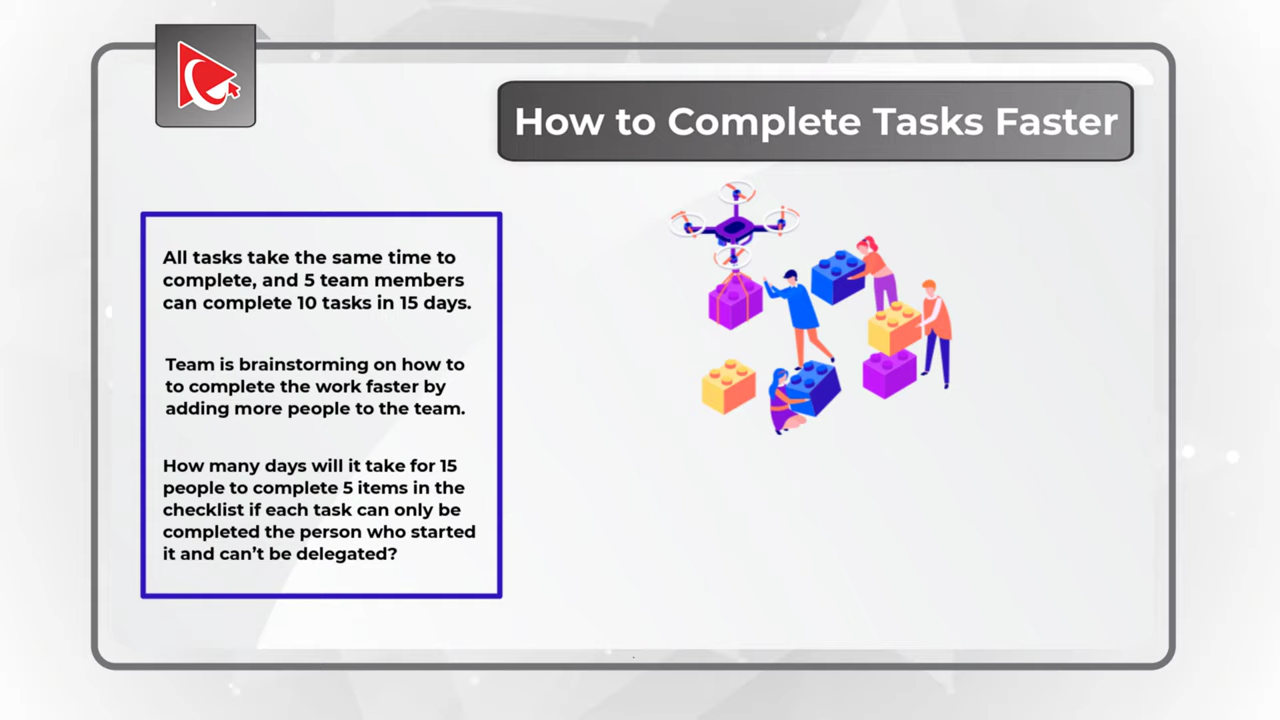 How to Complete Tasks Faster
All tasks take the same time to
complete, and 5 team members
can complete 10 tasks in 15 days.
Team is brainstorming on how to
to complete the work faster by
adding more people to the team.
How many days will it take for 15
people to complete 5 items in the
checklist if each task can only be
completed the person who started
it and can't be delegated?